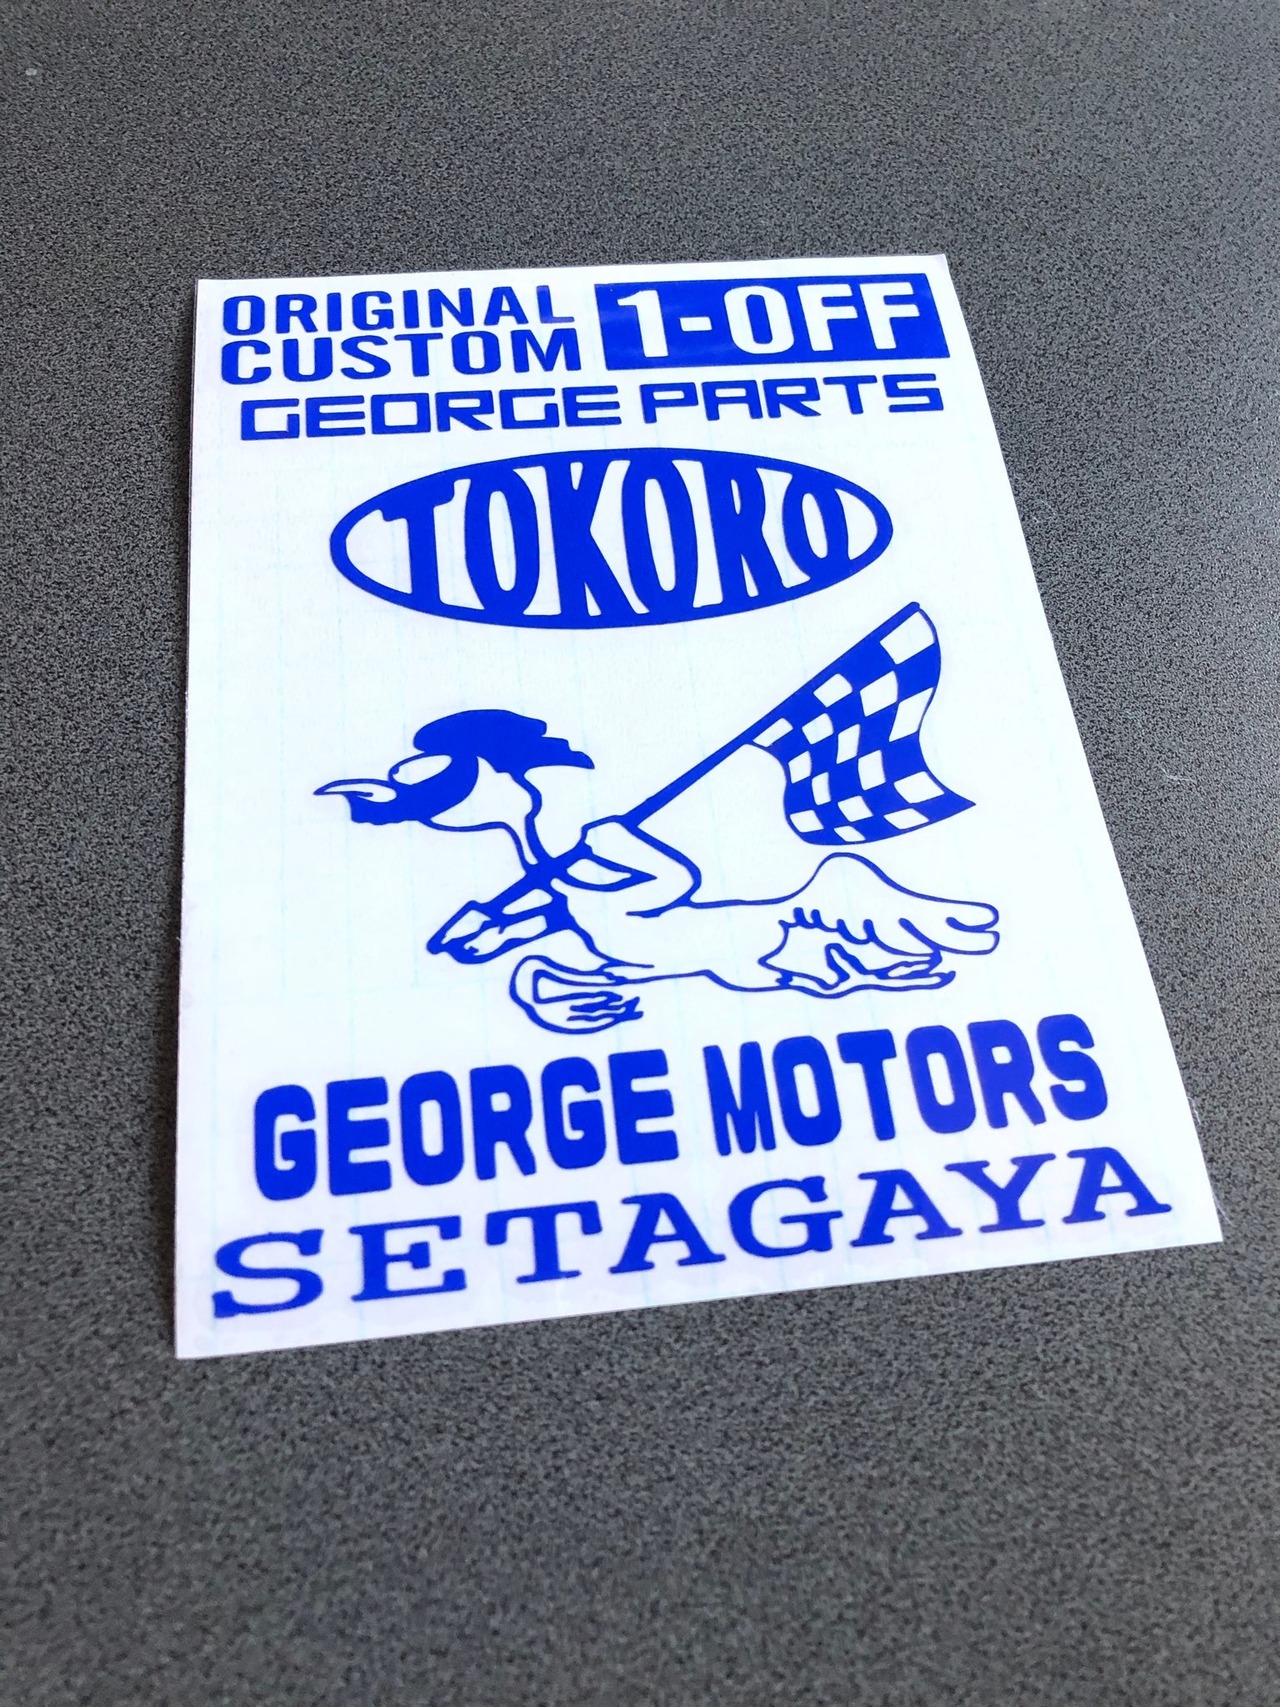 ORIGINAL 1-OFF
CUSTOM
GEORGE PARTS
TOKORO
GEORGE MOTORS
SETAGAYA